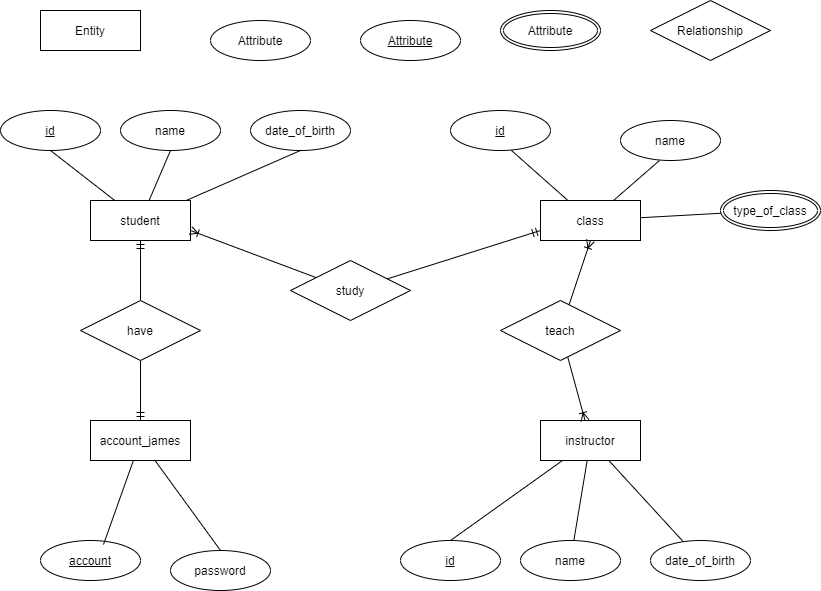 Entity
Attribute
Attribute
Attribute
Relationship
id
name
date_of_birth
id
name
type_of_class
student
class
study
have
teach
account_james
instructor
account
password
id
name
date_of_birth